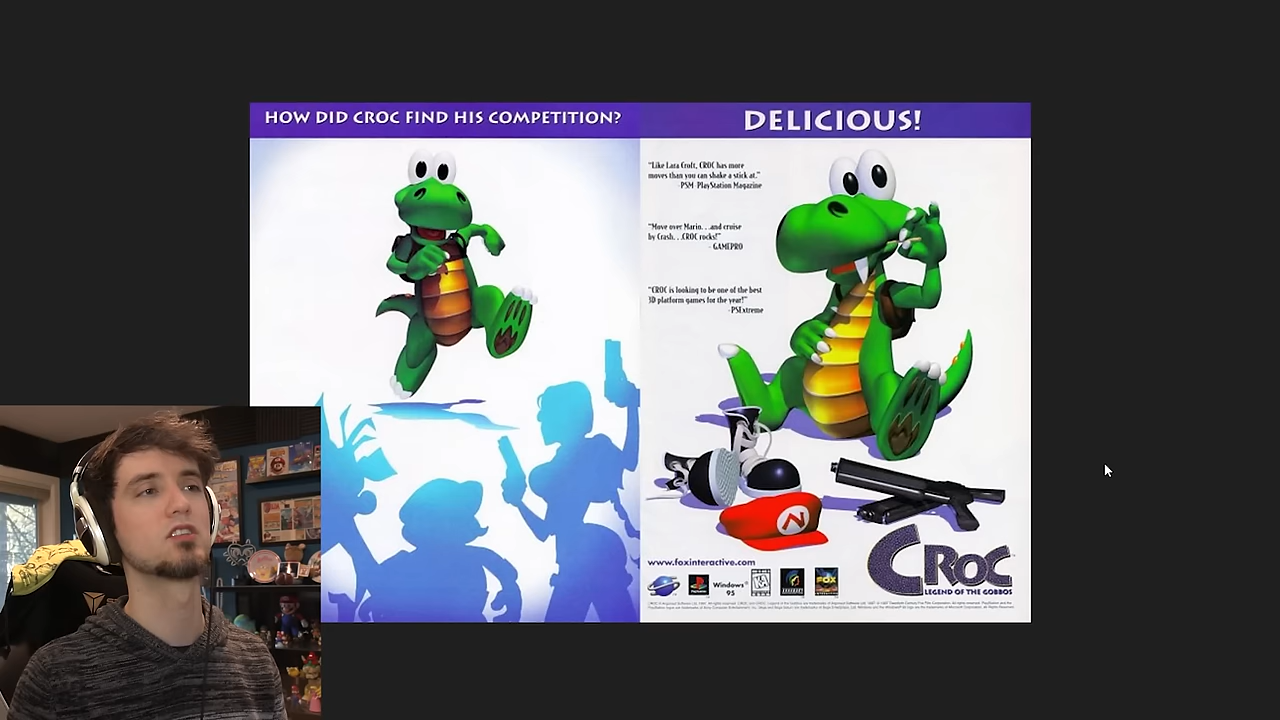 HOW DID CROC FIND HIS COMPETITION?
DELICIOUS!
"Like Lara Croft, CROC has more
moves than you can shake a stick at."
-PSM-PlayStation Magazine
"Move over Mario. . .and cruise
by Crash. . .CROC rocks!"
- GAMEPRO
"CROC is looking to be one of the best
3D platform games for the year!"
-PSExtreme
www.foxinteractive.com
Windows
95
K-A
FOX
CROC
LEGEND OF THE GOBBOS